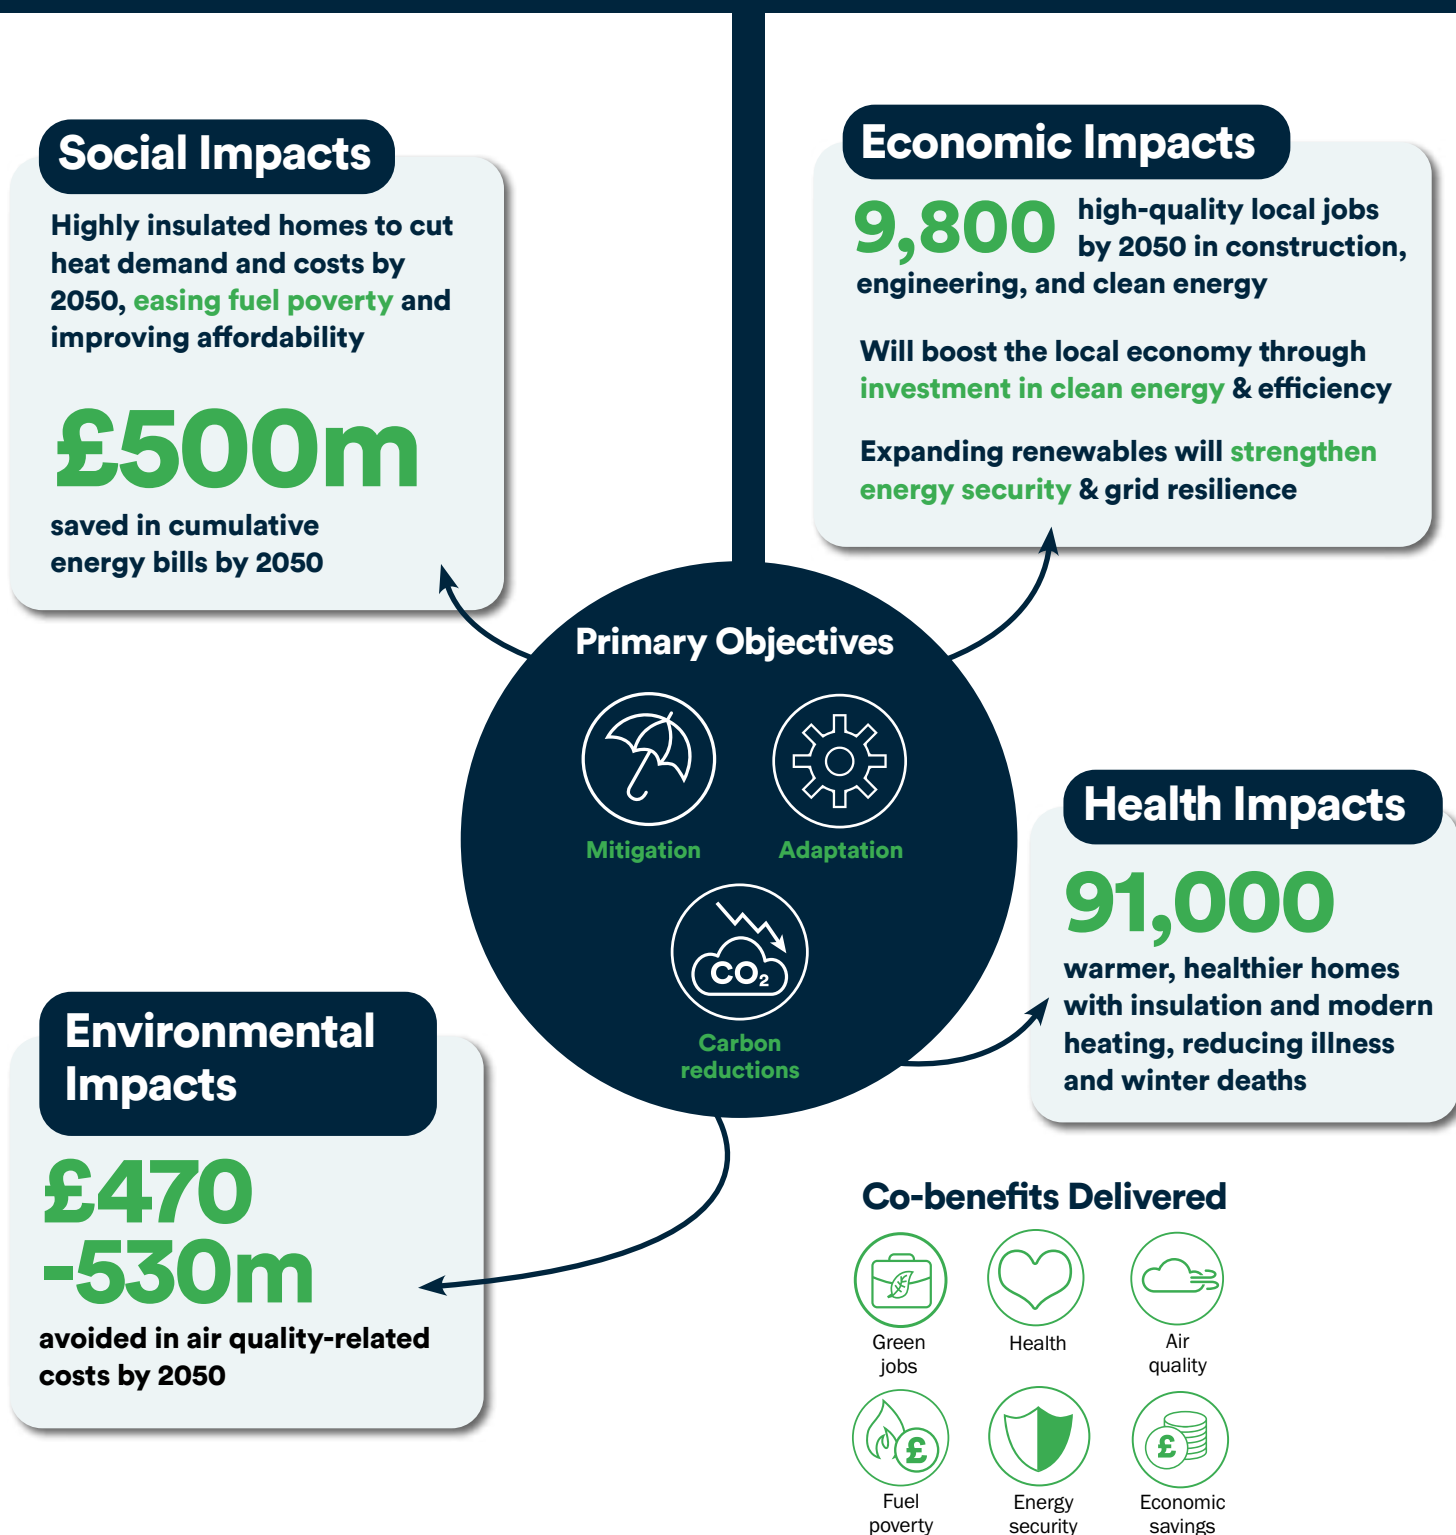 Social Impacts
Highly insulated homes to cut
heat demand and costs by
2050, easing fuel poverty and
improving affordability
£500m
saved in cumulative
energy bills by 2050
Economic Impacts
9,800 high-quality local jobs
by 2050 in construction,
engineering, and clean energy
Will boost the local economy through
investment in clean energy & efficiency
Expanding renewables will strengthen
energy security & grid resilience
Primary Objectives
Mitigation
Adaptation
CO₂
Carbon
reductions
Health Impacts
91,000
warmer, healthier homes
with insulation and modern
heating, reducing illness
and winter deaths
Environmental
Impacts
£470
-530m
avoided in air quality-related
costs by 2050
Co-benefits Delivered
Green
jobs
Health
Air
quality
£
Fuel
poverty
Energy
security
£
Economic
savings